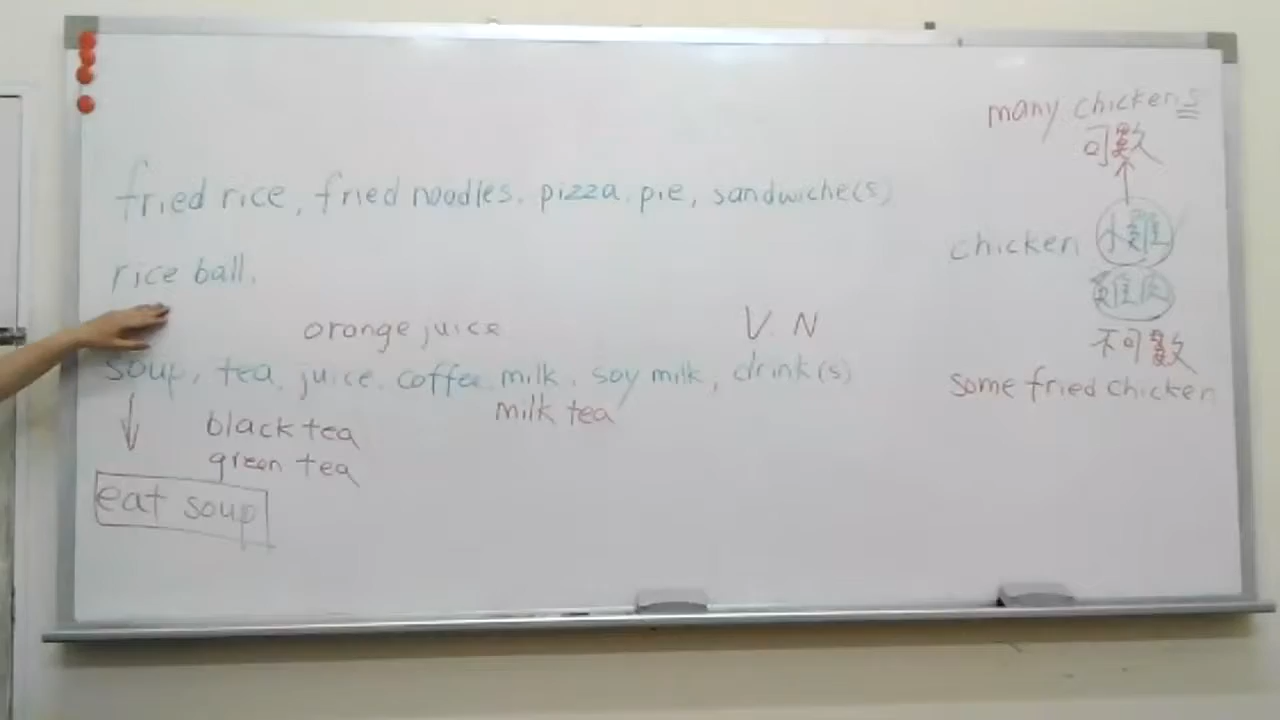 fried rice, fried noodles, pizza, pie, sandwiche(s)
rice ball.
orange juice
V. N
soup, tea, juice, coffee, milk, soy milk, drink(s)
milk tea
black tea
green tea
eat soup
many chickens
可數
chicken 小雞
雞肉
不可數
some fried chicken